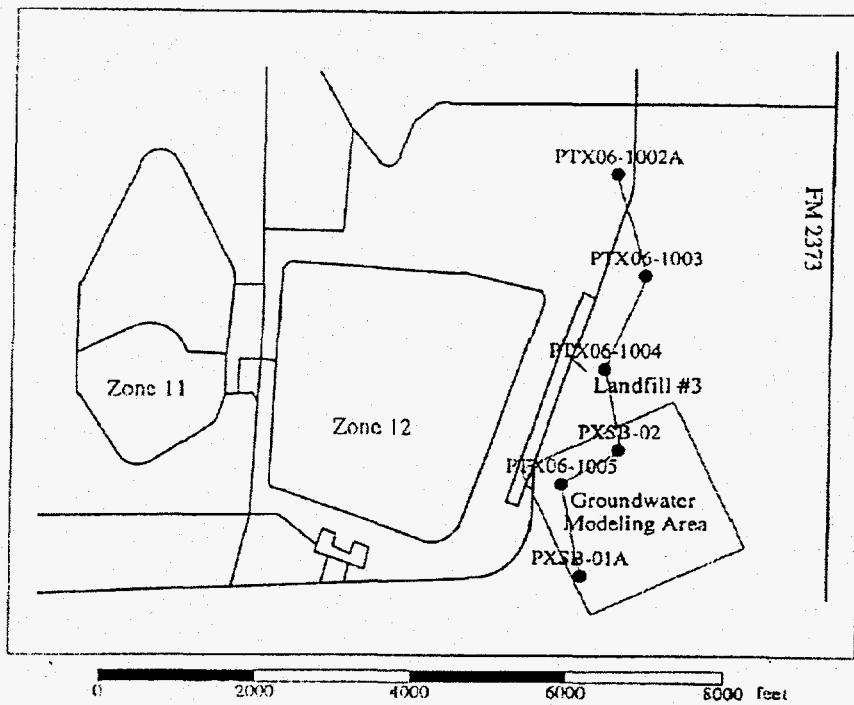 PTX06-1002A
FM 2373
PTX06-1003
PTX06-1004
Landfill #3
Zone 11
Zone 12
PXSB-02
PTX06-1005
Groundwater
Modeling Area
PXSB-01A
0 2000 4000 6000 8000 feet